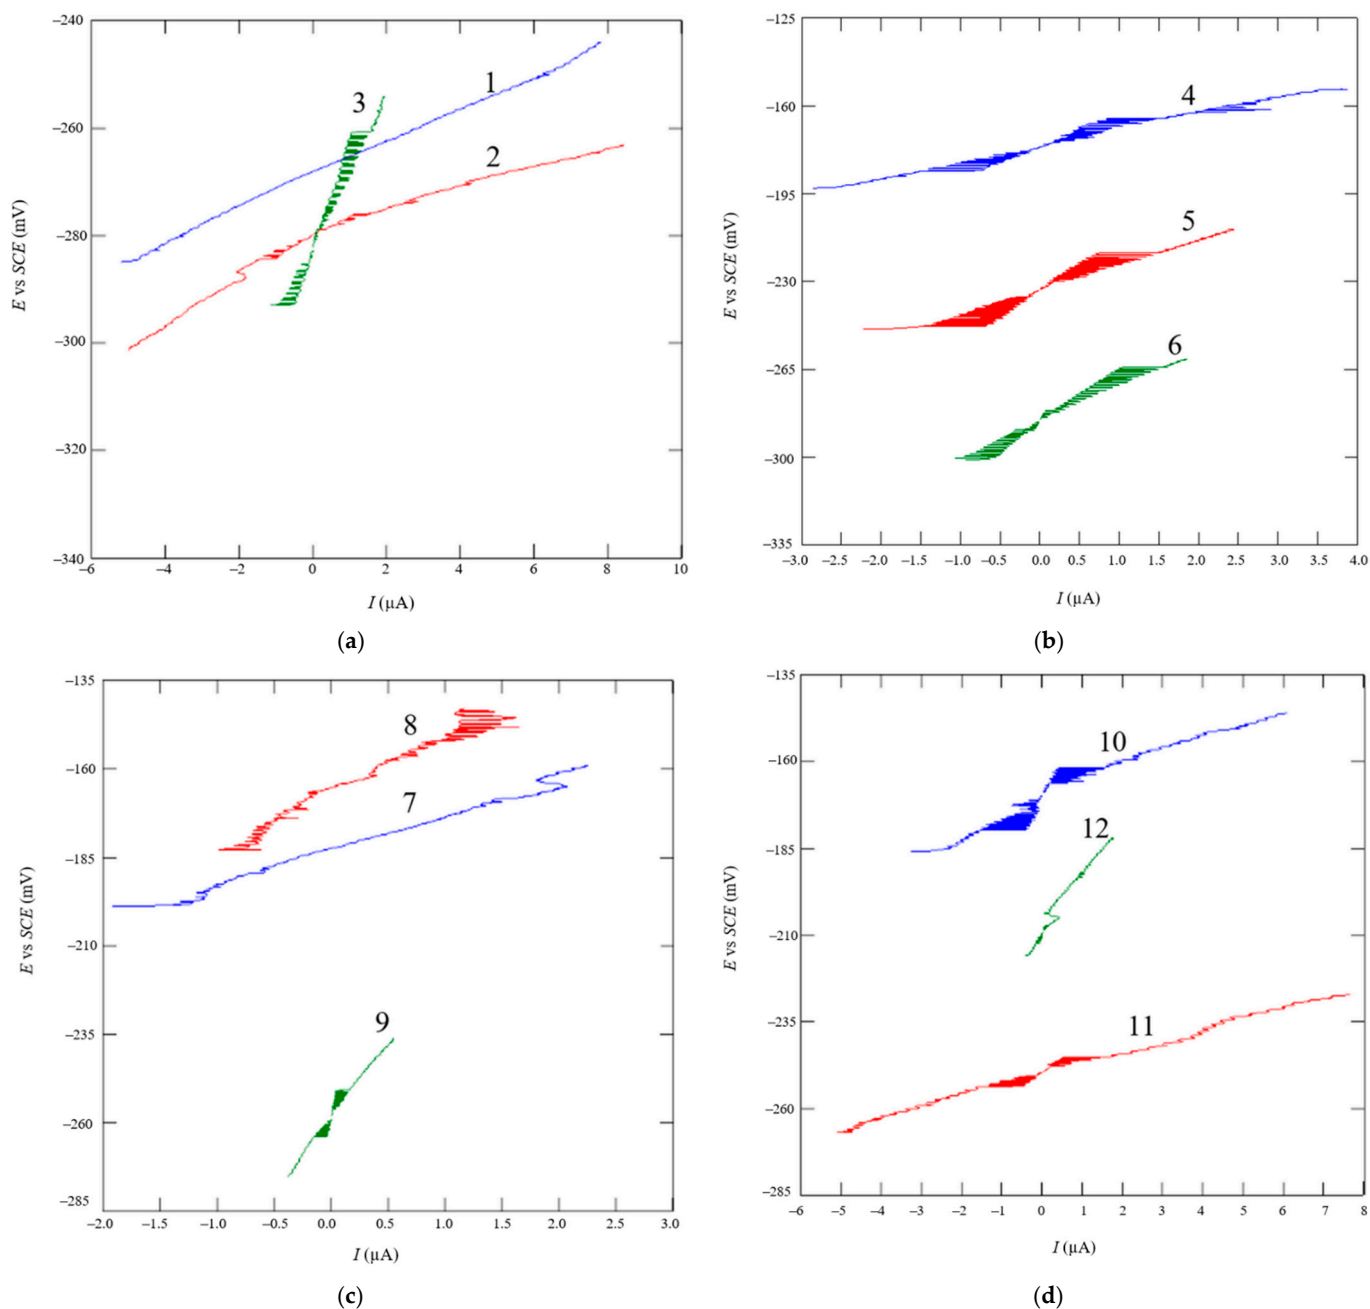 –240
–260
–280
–300
–320
–340
E vs SCE (mV)
1
3
2
–6 –4 –2 0 2 4 6 8 10
I (µA)
(a)
–125
–160
–195
–230
–265
–300
–335
E vs SCE (mV)
4
5
6
–3.0 –2.5 –2.0 –1.5 –1.0 –0.5 0.0 0.5 1.0 1.5 2.0 2.5 3.0 3.5 4.0
I (µA)
(b)
–135
–160
–185
–210
–235
–260
–285
E vs SCE (mV)
8
7
9
–2.0 –1.5 –1.0 –0.5 0.0 0.5 1.0 1.5 2.0 2.5 3.0
I (µA)
(c)
–135
–160
–185
–210
–235
–260
–285
E vs SCE (mV)
10
12
11
–6 –5 –4 –3 –2 –1 0 1 2 3 4 5 6 7 8
I (µA)
(d)